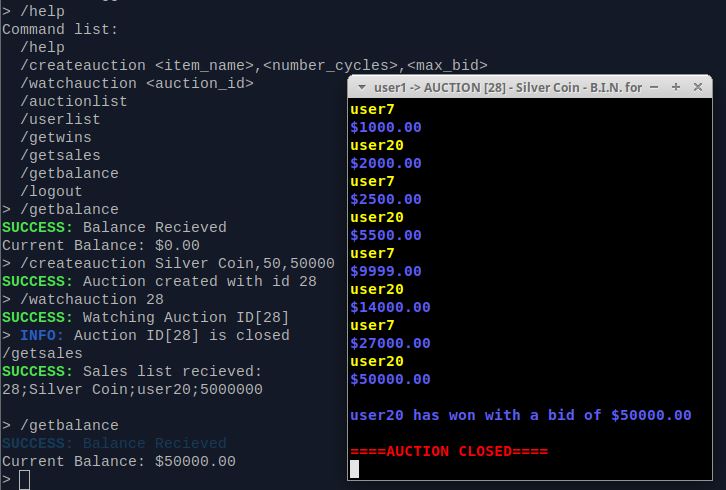 > /help
Command list:
/help
/createauction <item_name>,<number_cycles>,<max_bid>
/watchauction <auction_id>
/auctionlist
/userlist
/getwins
/getsales
/getbalance
/logout
> /getbalance
SUCCESS: Balance Recieved
Current Balance: $0.00
> /createauction Silver Coin,50,50000
SUCCESS: Auction created with id 28
> /watchauction 28
SUCCESS: Watching Auction ID[28]
> INFO: Auction ID[28] is closed
/getsales
SUCCESS: Sales list recieved:
28;Silver Coin;user20;5000000
> /getbalance
SUCCESS: Balance Recieved
Current Balance: $50000.00
>
user1 -> AUCTION [28] - Silver Coin - B.I.N. for
user7
$1000.00
user20
$2000.00
user7
$2500.00
user20
$5500.00
user7
$9999.00
user20
$14000.00
user7
$27000.00
user20
$50000.00
user20 has won with a bid of $50000.00
====AUCTION CLOSED====